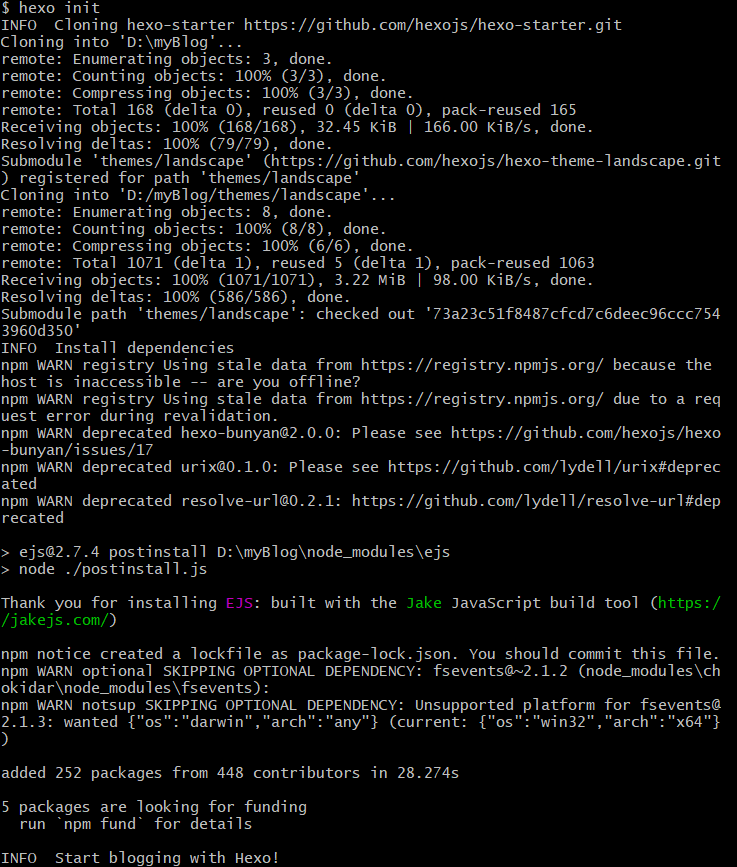 $ hexo init
INFO  Cloning hexo-starter https://github.com/hexojs/hexo-starter.git
Cloning into 'D:\myBlog'...
remote: Enumerating objects: 3, done.
remote: Counting objects: 100% (3/3), done.
remote: Compressing objects: 100% (3/3), done.
remote: Total 168 (delta 0), reused 0 (delta 0), pack-reused 165
Receiving objects: 100% (168/168), 32.45 KiB | 166.00 KiB/s, done.
Resolving deltas: 100% (79/79), done.
Submodule 'themes/landscape' (https://github.com/hexojs/hexo-theme-landscape.git
) registered for path 'themes/landscape'
Cloning into 'D:/myBlog/themes/landscape'...
remote: Enumerating objects: 8, done.
remote: Counting objects: 100% (8/8), done.
remote: Compressing objects: 100% (6/6), done.
remote: Total 1071 (delta 1), reused 5 (delta 1), pack-reused 1063
Receiving objects: 100% (1071/1071), 3.22 MiB | 98.00 KiB/s, done.
Resolving deltas: 100% (586/586), done.
Submodule path 'themes/landscape': checked out '73a23c51f8487cfcd7c6deec96ccc754
3960d350'
INFO  Install dependencies
npm WARN registry Using stale data from https://registry.npmjs.org/ because the
host is inaccessible -- are you offline?
npm WARN registry Using stale data from https://registry.npmjs.org/ due to a req
uest error during revalidation.
npm WARN deprecated hexo-bunyan@2.0.0: Please see https://github.com/hexojs/hexo
-bunyan/issues/17
npm WARN deprecated urix@0.1.0: Please see https://github.com/lydell/urix#deprec
ated
npm WARN deprecated resolve-url@0.2.1: https://github.com/lydell/resolve-url#dep
recated
> ejs@2.7.4 postinstall D:\myBlog\node_modules\ejs
> node ./postinstall.js
Thank you for installing EJS: built with the Jake JavaScript build tool (https:/
/jakejs.com/)
npm notice created a lockfile as package-lock.json. You should commit this file.
npm WARN optional SKIPPING OPTIONAL DEPENDENCY: fsevents@~2.1.2 (node_modules\ch
okidar\node_modules\fsevents):
npm WARN notsup SKIPPING OPTIONAL DEPENDENCY: Unsupported platform for fsevents@
2.1.3: wanted {"os":"darwin","arch":"any"} (current: {"os":"win32","arch":"x64"}
)
added 252 packages from 448 contributors in 28.274s
5 packages are looking for funding
  run `npm fund` for details
INFO  Start blogging with Hexo!